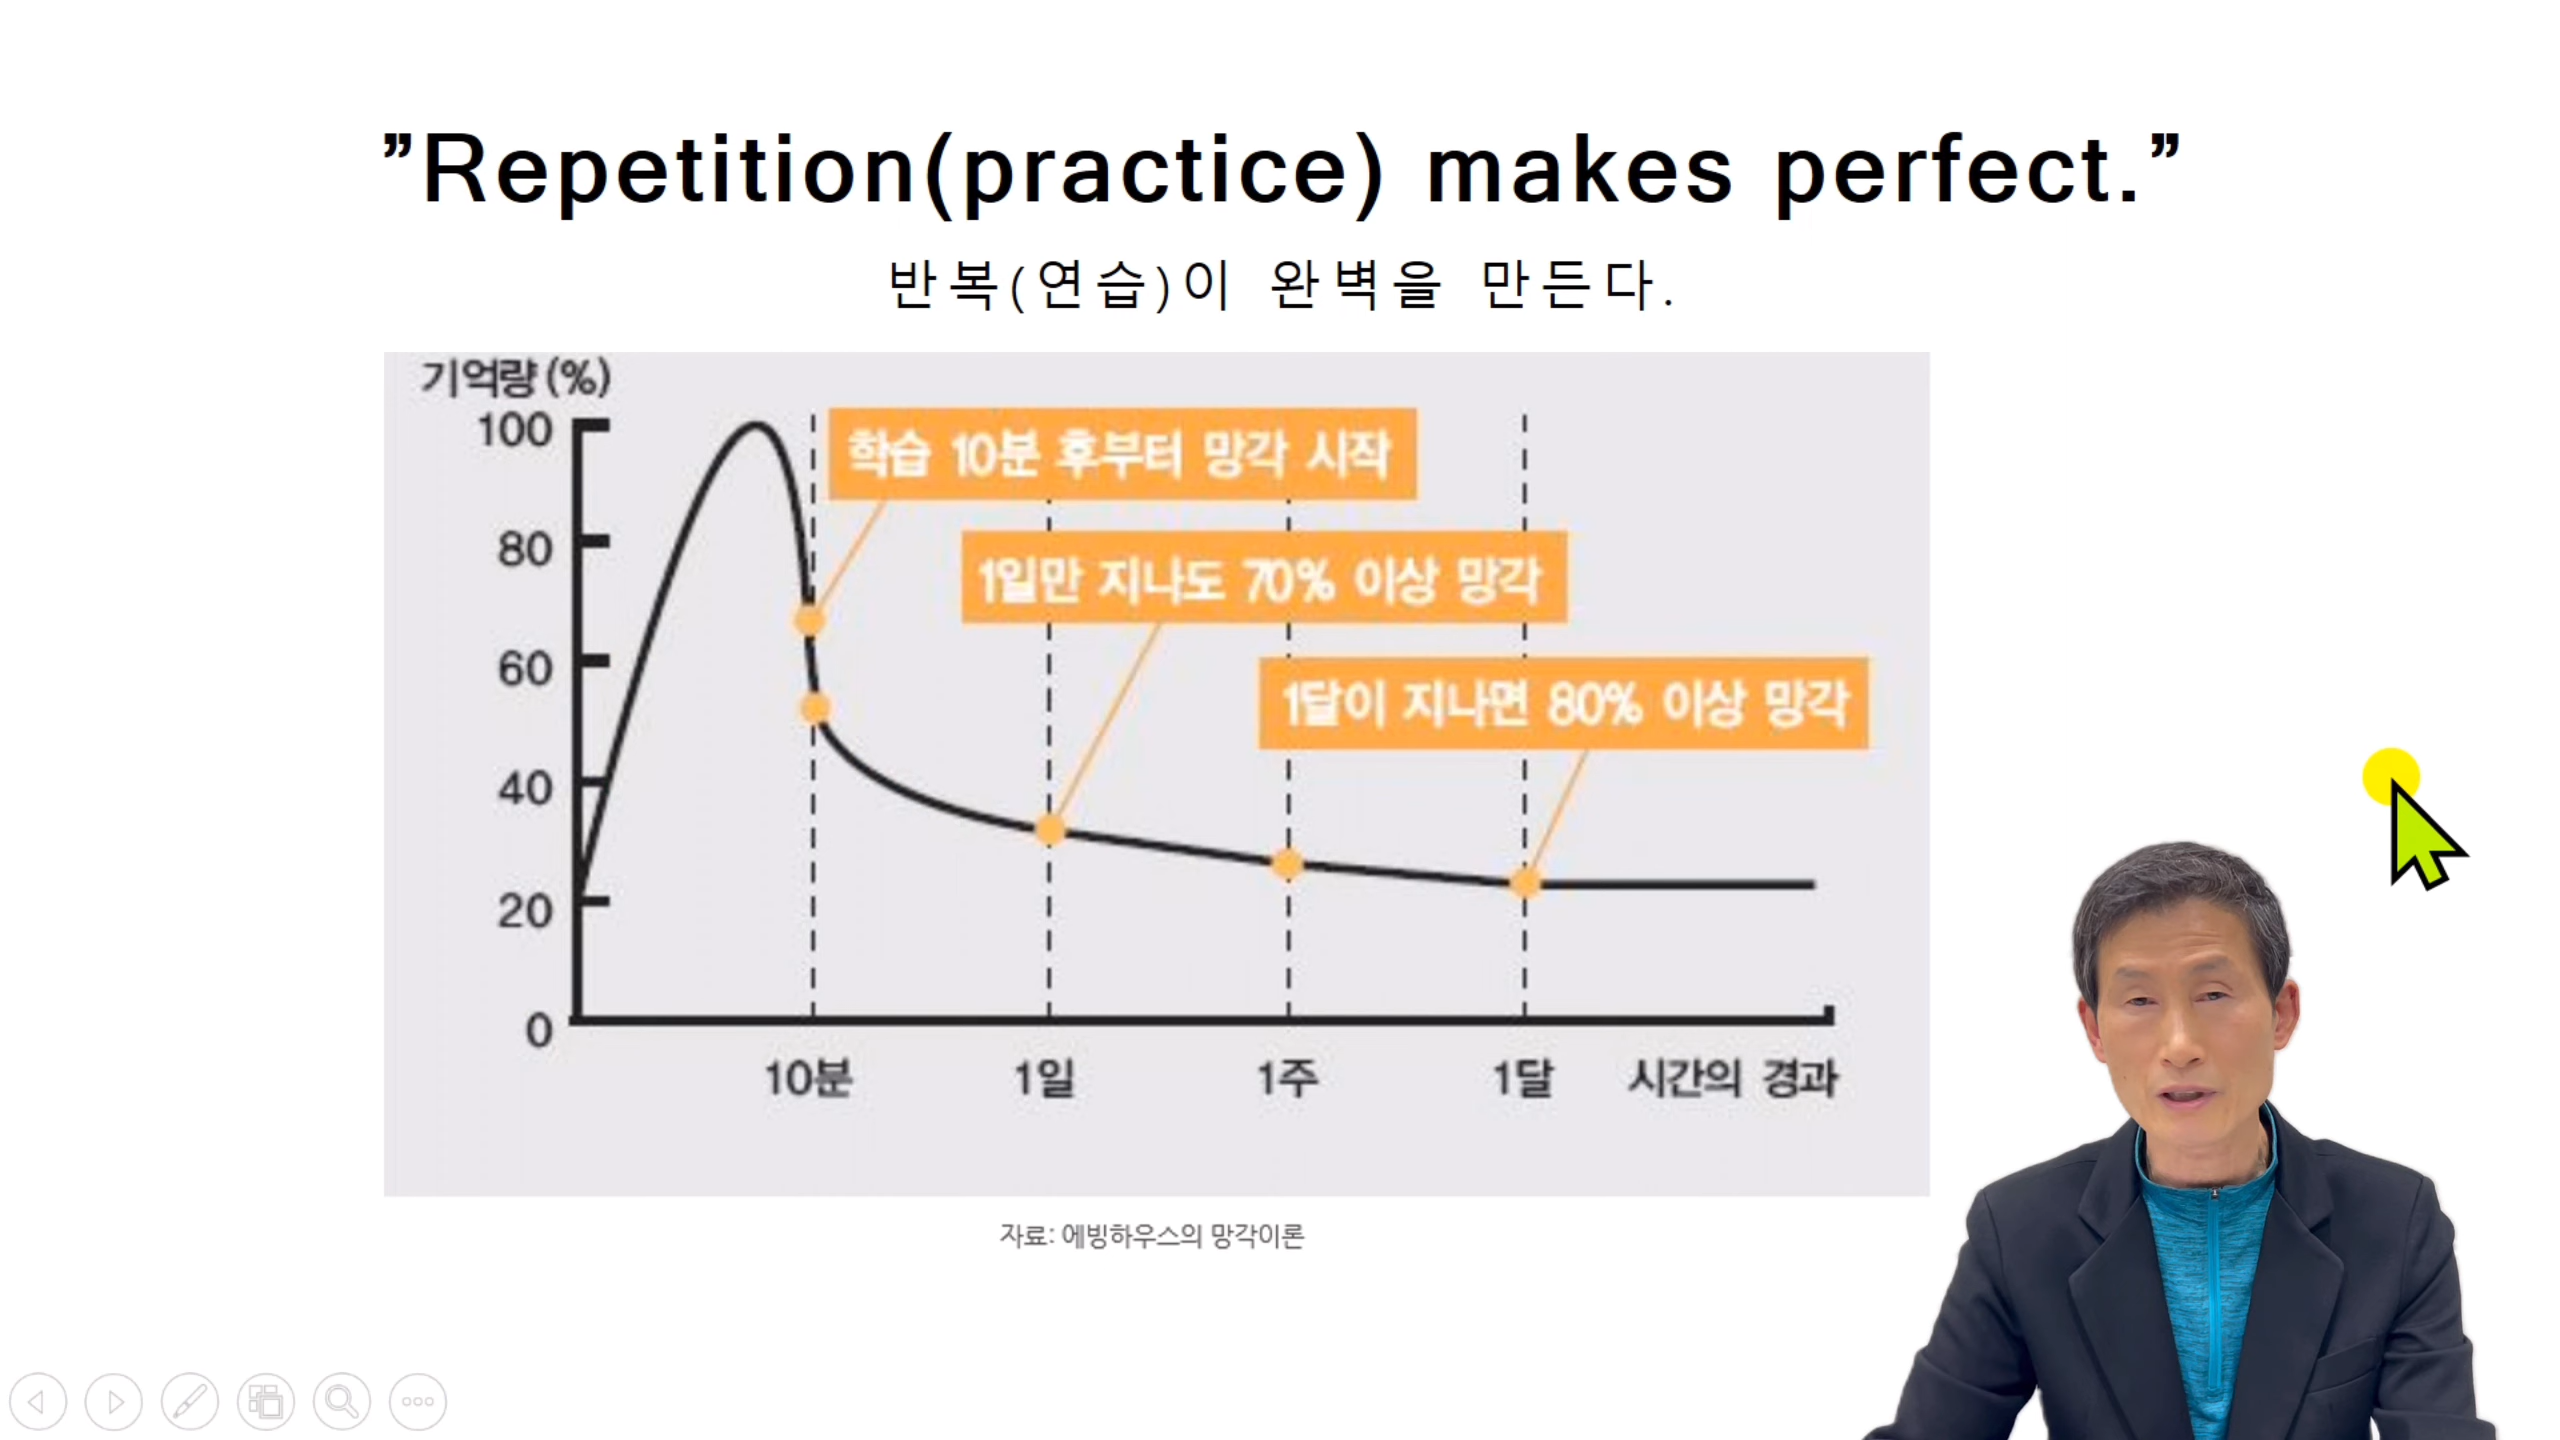 ”Repetition(practice) makes perfect.”
반복(연습)이 완벽을 만든다.
기억량(%)
100
80
60
40
20
0
학습 10분 후부터 망각 시작
1일만 지나도 70% 이상 망각
1달이 지나면 80% 이상 망각
10분 1일 1주 1달 시간의 경과
자료: 에빙하우스의 망각이론